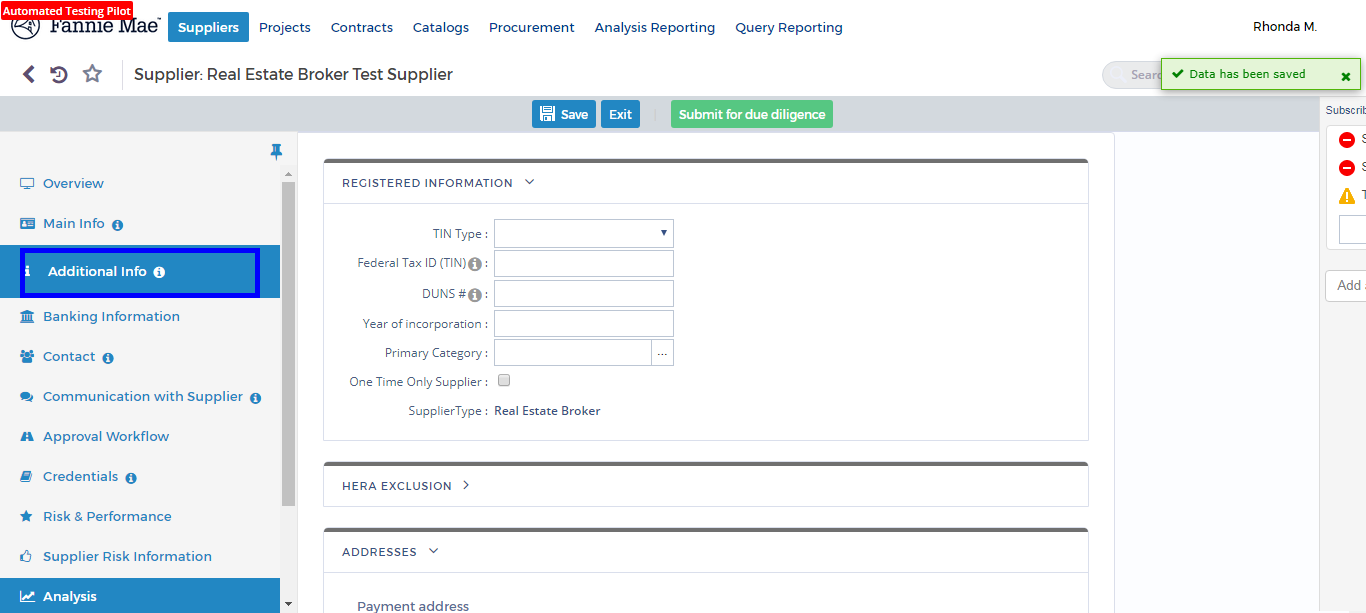 Automated Testing Pilot
Fannie Mae
Suppliers Projects Contracts Catalogs Procurement Analysis Reporting Query Reporting
Rhonda M.
Supplier: Real Estate Broker Test Supplier
Searc
Data has been saved
Save Exit Submit for due diligence
Subscrib
Overview
Main Info
Additional Info
Banking Information
Contact
Communication with Supplier
Approval Workflow
Credentials
Risk & Performance
Supplier Risk Information
Analysis
REGISTERED INFORMATION
TIN Type :
Federal Tax ID (TIN) :
DUNS # :
Year of incorporation :
Primary Category : ...
One Time Only Supplier :
SupplierType : Real Estate Broker
HERA EXCLUSION
ADDRESSES
Payment address
S
S
T
Add